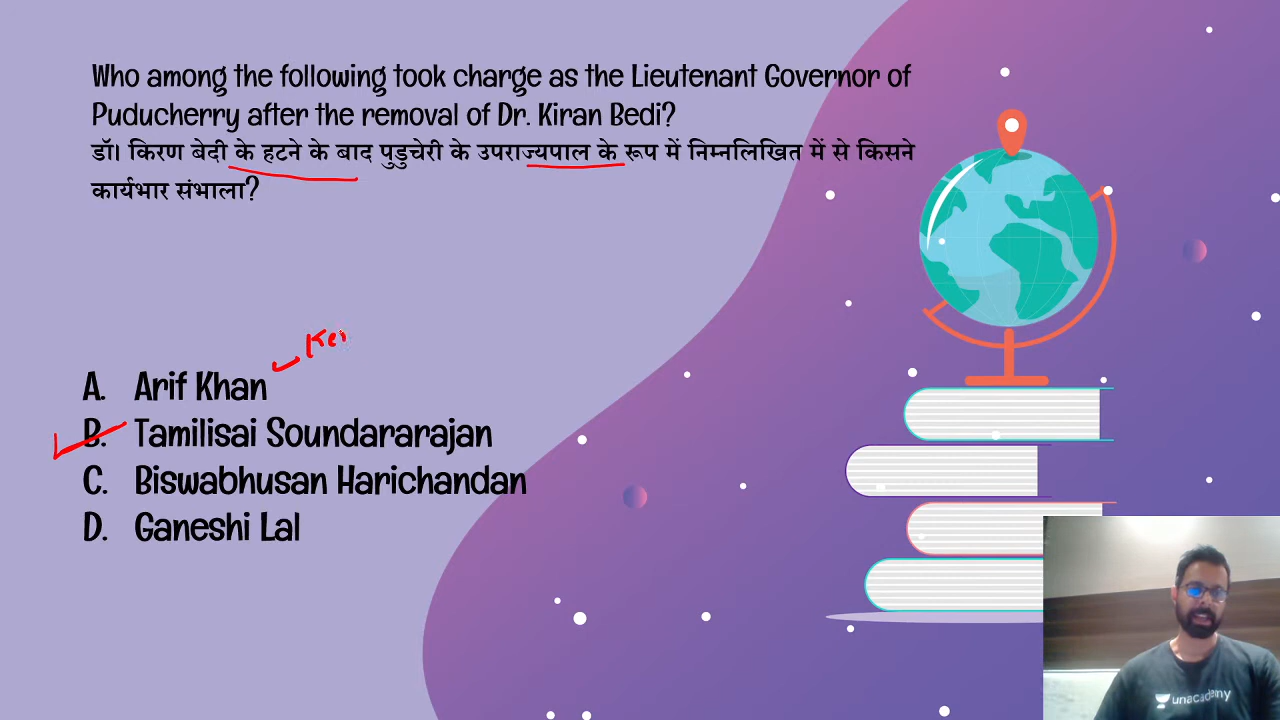 Who among the following took charge as the Lieutenant Governor of
Puducherry after the removal of Dr. Kiran Bedi?
डॉ। किरण बेदी के हटने के बाद पुडुचेरी के उपराज्यपाल के रूप में निम्नलिखित में से किसने
कार्यभार संभाला?
Ker
A. Arif Khan
B. Tamilisai Soundararajan
C. Biswabhusan Harichandan
D. Ganeshi Lal
unacademy